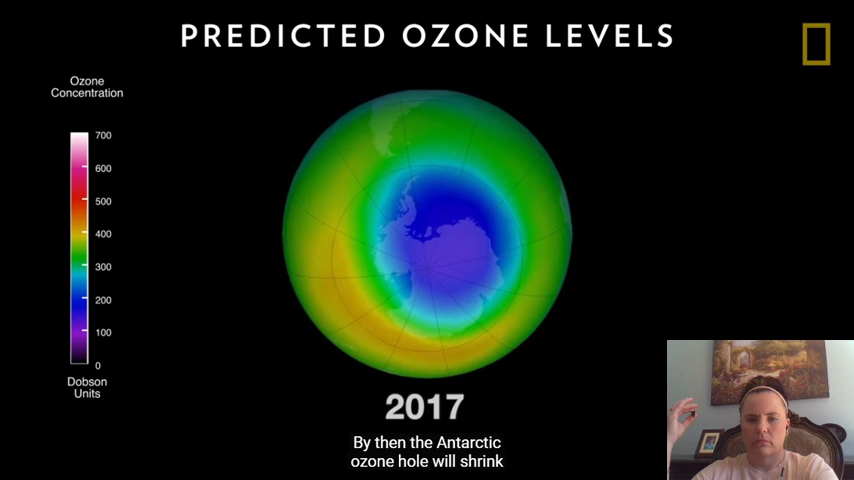 PREDICTED OZONE LEVELS
Ozone
Concentration
700
600
500
400
300
200
100
0
Dobson
Units
2017
By then the Antarctic
ozone hole will shrink